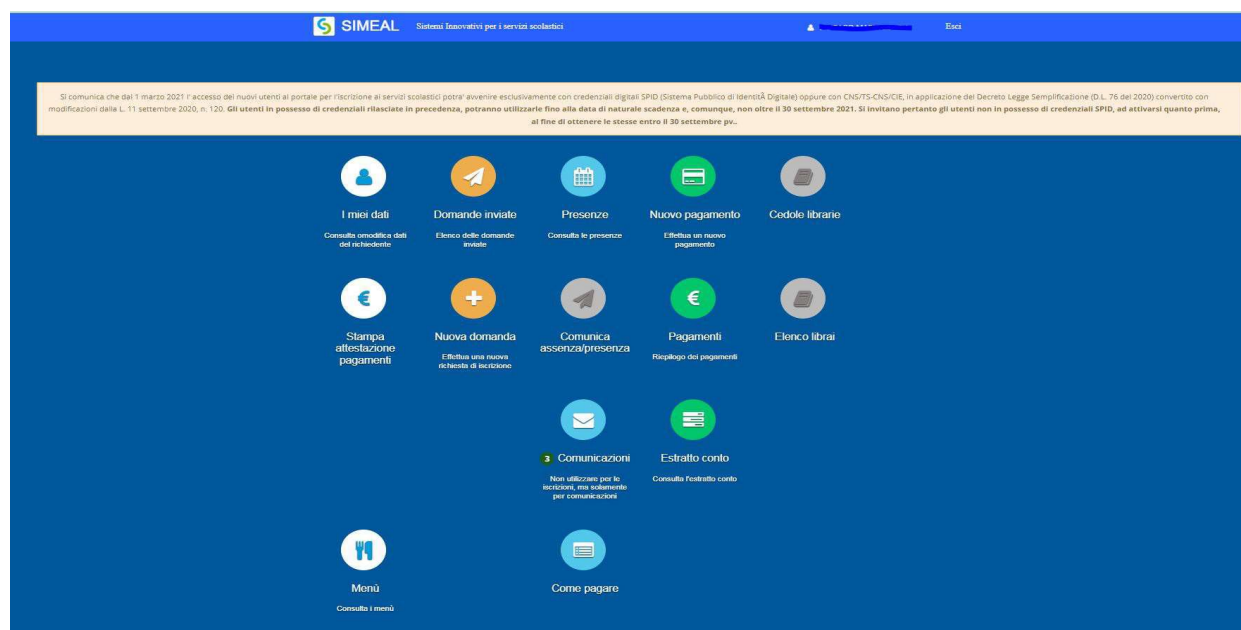 SIMEAL Sistemi Innovativi per i servizi scolastici Esci
Si comunica che dal 1 marzo 2021 l' accesso dei nuovi utenti al portale per l'iscrizione ai servizi scolastici potra' avvenire esclusivamente con credenziali digitali SPID (Sistema Pubblico di IdentitÃ Digitale) oppure con CNS/TS-CNS/CIE, in applicazione del Decreto Legge Semplificazione (D.L. 76 del 2020) convertito con
modificazioni dalla L. 11 settembre 2020, n. 120. Gli utenti in possesso di credenziali rilasciate in precedenza, potranno utilizzarle fino alla data di naturale scadenza e, comunque, non oltre il 30 settembre 2021. Si invitano pertanto gli utenti non in possesso di credenziali SPID, ad attivarsi quanto prima,
al fine di ottenere le stesse entro il 30 settembre pv..
I miei dati Domande inviate Presenze Nuovo pagamento Cedole librarie
Consulta omodifica dati Elenco delle domande Consulta le presenze Effettua un nuovo
del richiedente inviate pagamento
Stampa Nuova domanda Comunica Pagamenti Elenco librai
attestazione assenza/presenza
Effettua una nuova Riepilogo dei pagamenti
pagamenti
richiesta di iscrizione
3 Comunicazioni Estratto conto
Non utilizzare per le Consulta l'estratto conto
iscrizioni, ma solamente
per comunicazioni
Menù Come pagare
Consulta i menù